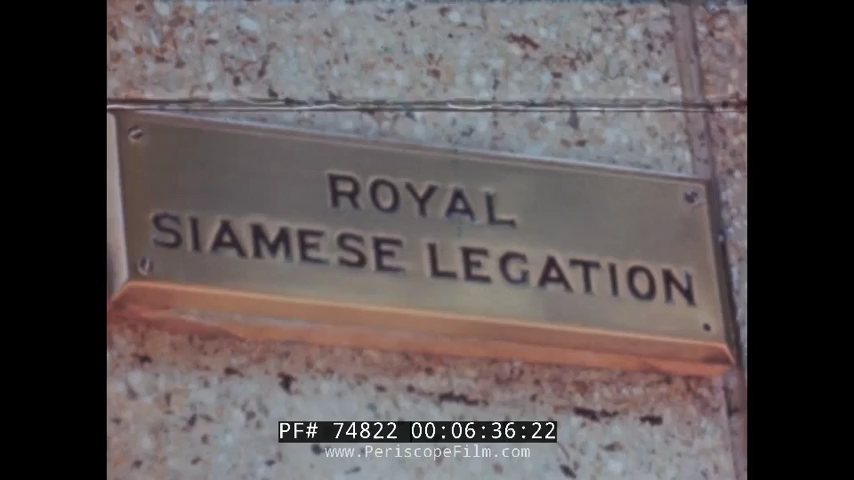 ROYAL
SIAMESE LEGATION
PF# 74822 00:06:36:22
www.PeriscopeFilm.com